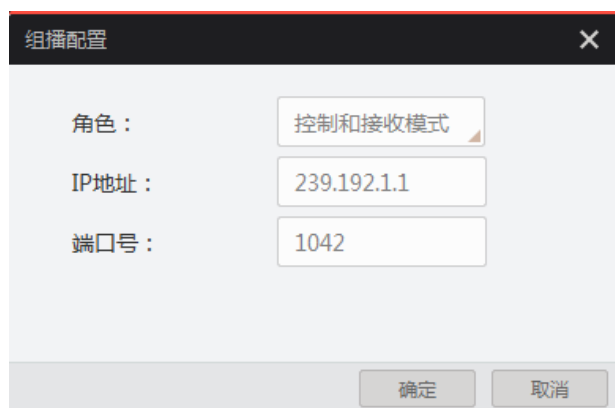 组播配置
角色： 控制和接收模式
IP地址： 239.192.1.1
端口号： 1042
确定 取消